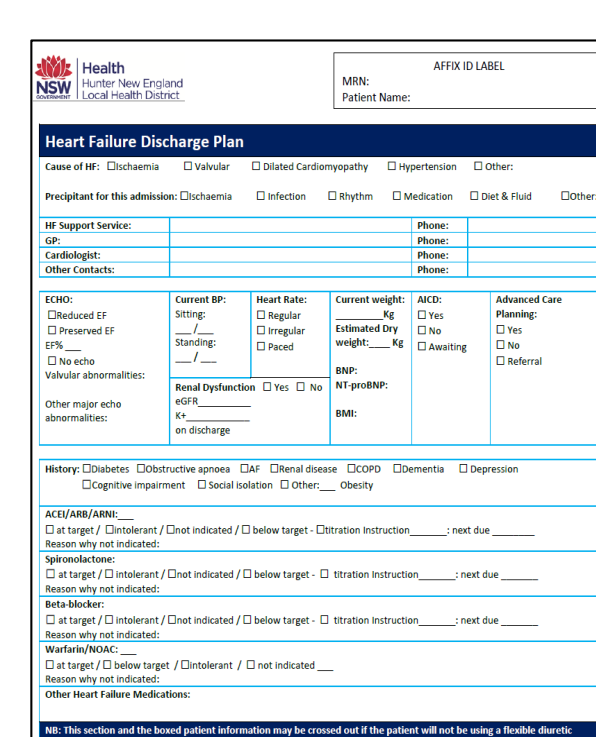 Health
Hunter New England
Local Health District
NSW
GOVERNMENT
AFFIX ID LABEL
MRN:
Patient Name:
Heart Failure Discharge Plan
Cause of HF: ☐Ischaemia ☐ Valvular ☐ Dilated Cardiomyopathy ☐ Hypertension ☐ Other:
Precipitant for this admission: ☐Ischaemia ☐ Infection ☐ Rhythm ☐ Medication ☐ Diet & Fluid ☐Other:
HF Support Service: Phone:
GP: Phone:
Cardiologist: Phone:
Other Contacts: Phone:
ECHO:
☐Reduced EF
☐ Preserved EF
EF% ___
☐ No echo
Valvular abnormalities:
Other major echo
abnormalities:
Current BP:
Sitting:
___/___
Standing:
___/___
Heart Rate:
☐ Regular
☐ Irregular
☐ Paced
Renal Dysfunction ☐ Yes ☐ No
eGFR__________
K+___________
on discharge
Current weight:
________Kg
Estimated Dry
weight:____ Kg
BNP:
NT-proBNP:
BMI:
AICD:
☐ Yes
☐ No
☐ Awaiting
Advanced Care
Planning:
☐ Yes
☐ No
☐ Referral
History: ☐Diabetes ☐Obstructive apnoea ☐AF ☐Renal disease ☐COPD ☐Dementia ☐ Depression
☐Cognitive impairment ☐ Social isolation ☐ Other:___ Obesity
ACEI/ARB/ARNI:___
☐ at target / ☐intolerant / ☐not indicated / ☐ below target - ☐titration Instruction_______: next due ________
Reason why not indicated:
Spironolactone:
☐ at target / ☐ intolerant / ☐not indicated / ☐ below target - ☐ titration Instruction_______: next due _______
Reason why not indicated:
Beta-blocker:
☐ at target / ☐ intolerant / ☐not indicated / ☐ below target - ☐ titration Instruction_______: next due _______
Reason why not indicated:
Warfarin/NOAC: ___
☐ at target / ☐ below target / ☐intolerant / ☐ not indicated ___
Reason why not indicated:
Other Heart Failure Medications:
NB: This section and the boxed patient information may be crossed out if the patient will not be using a flexible diuretic